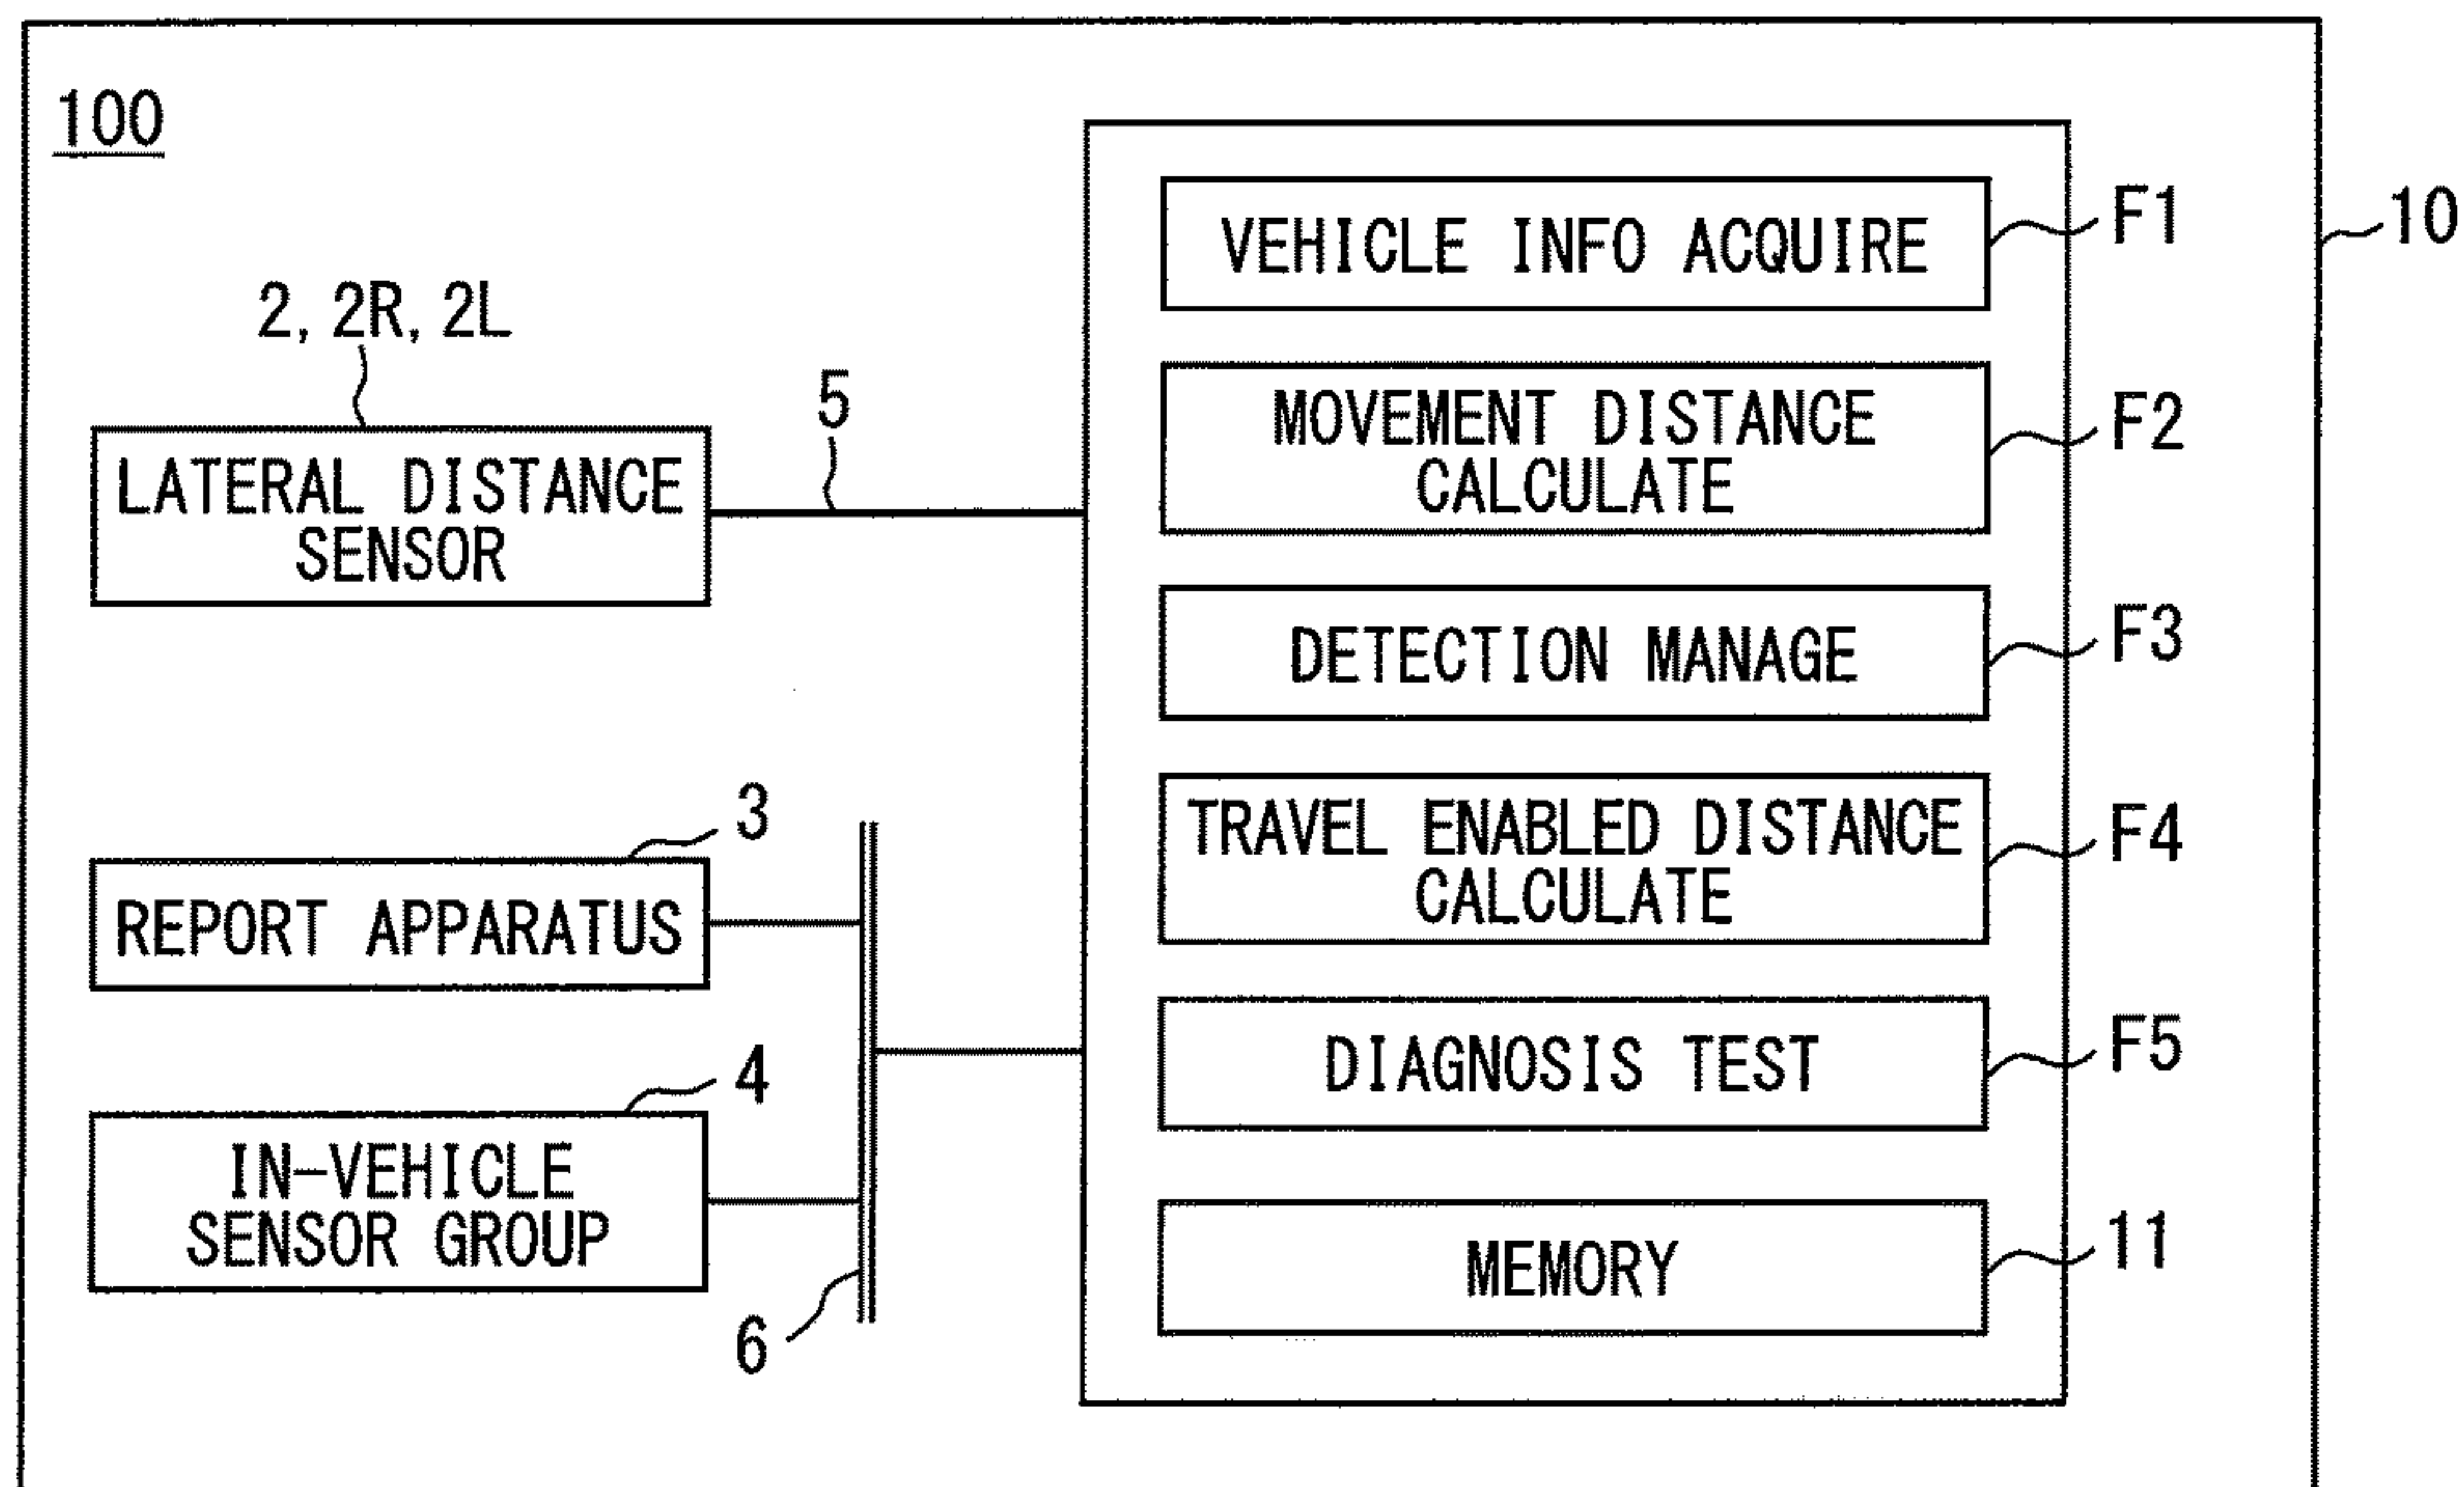 100
10
2, 2R, 2L
5
LATERAL DISTANCE
SENSOR
3
REPORT APPARATUS
4
IN-VEHICLE
SENSOR GROUP
6
VEHICLE INFO ACQUIRE
F1
MOVEMENT DISTANCE
CALCULATE
F2
DETECTION MANAGE
F3
TRAVEL ENABLED DISTANCE
CALCULATE
F4
DIAGNOSIS TEST
F5
MEMORY
11